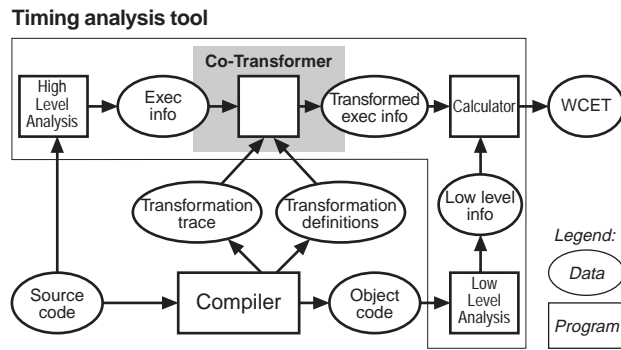 Timing analysis tool
Co-Transformer
High
Level
Analysis
Exec
info
Transformed
exec info
Calculator
WCET
Transformation
trace
Transformation
definitions
Low level
info
Legend:
Data
Program
Source
code
Compiler
Object
code
Low
Level
Analysis